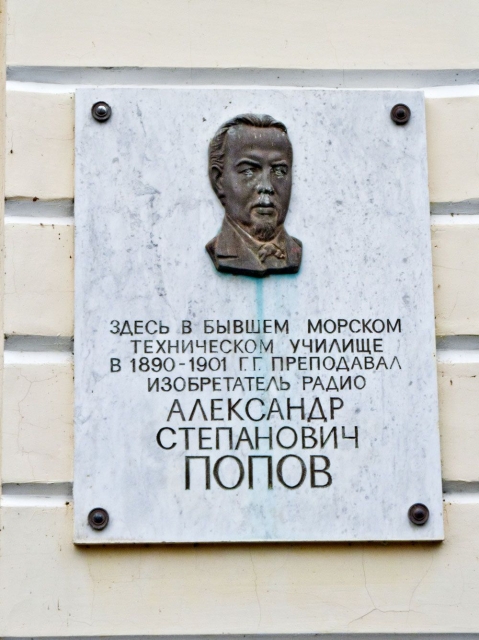 ЗДЕСЬ В БЫВШЕМ МОРСКОМ
ТЕХНИЧЕСКОМ УЧИЛИЩЕ
В 1890-1901 Г.Г. ПРЕПОДАВАЛ
ИЗОБРЕТАТЕЛЬ РАДИО
АЛЕКСАНДР
СТЕПАНОВИЧ
ПОПОВ